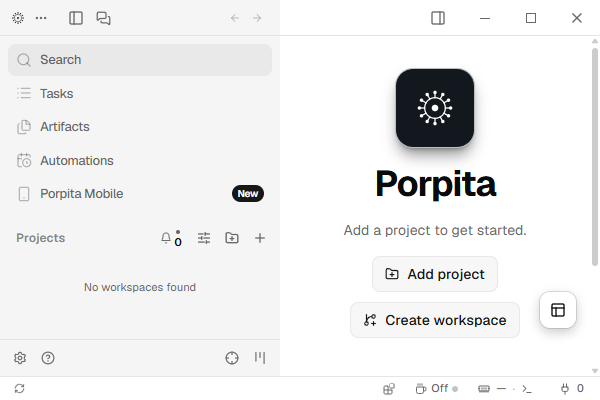 Search
Tasks
Artifacts
Automations
Porpita Mobile
New
Projects
0
No workspaces found
Porpita
Add a project to get started.
Add project
Create workspace
Off
0